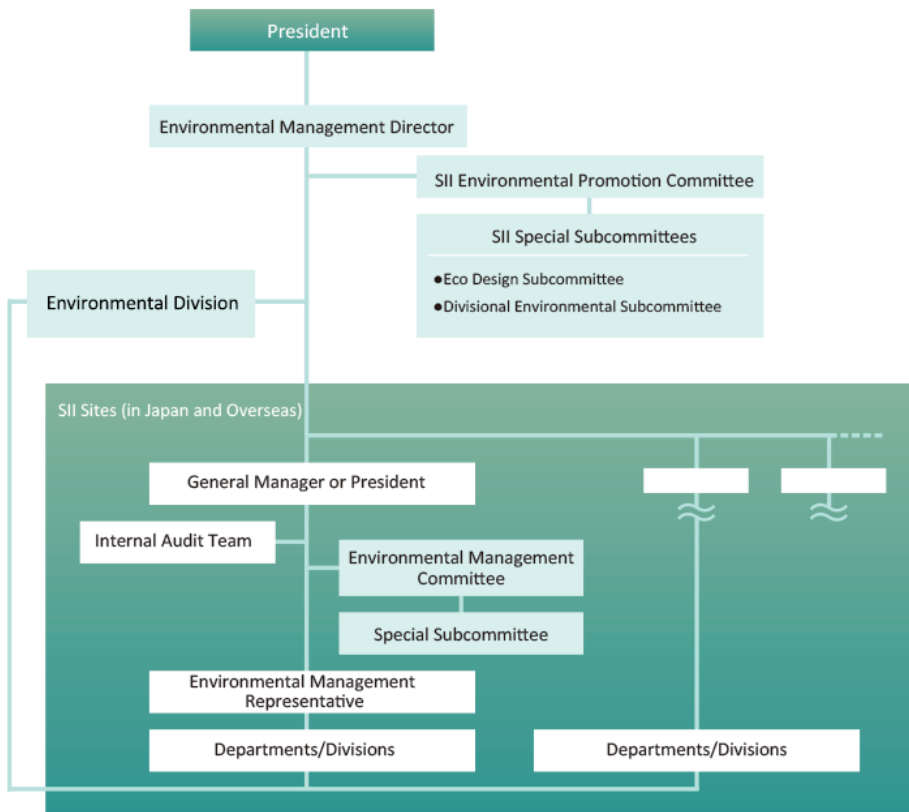 President
Environmental Management Director
SII Environmental Promotion Committee
SII Special Subcommittees
●Eco Design Subcommittee
●Divisional Environmental Subcommittee
Environmental Division
SII Sites (in Japan and Overseas)
General Manager or President
Internal Audit Team
Environmental Management
Committee
Special Subcommittee
Environmental Management
Representative
Departments/Divisions
Departments/Divisions